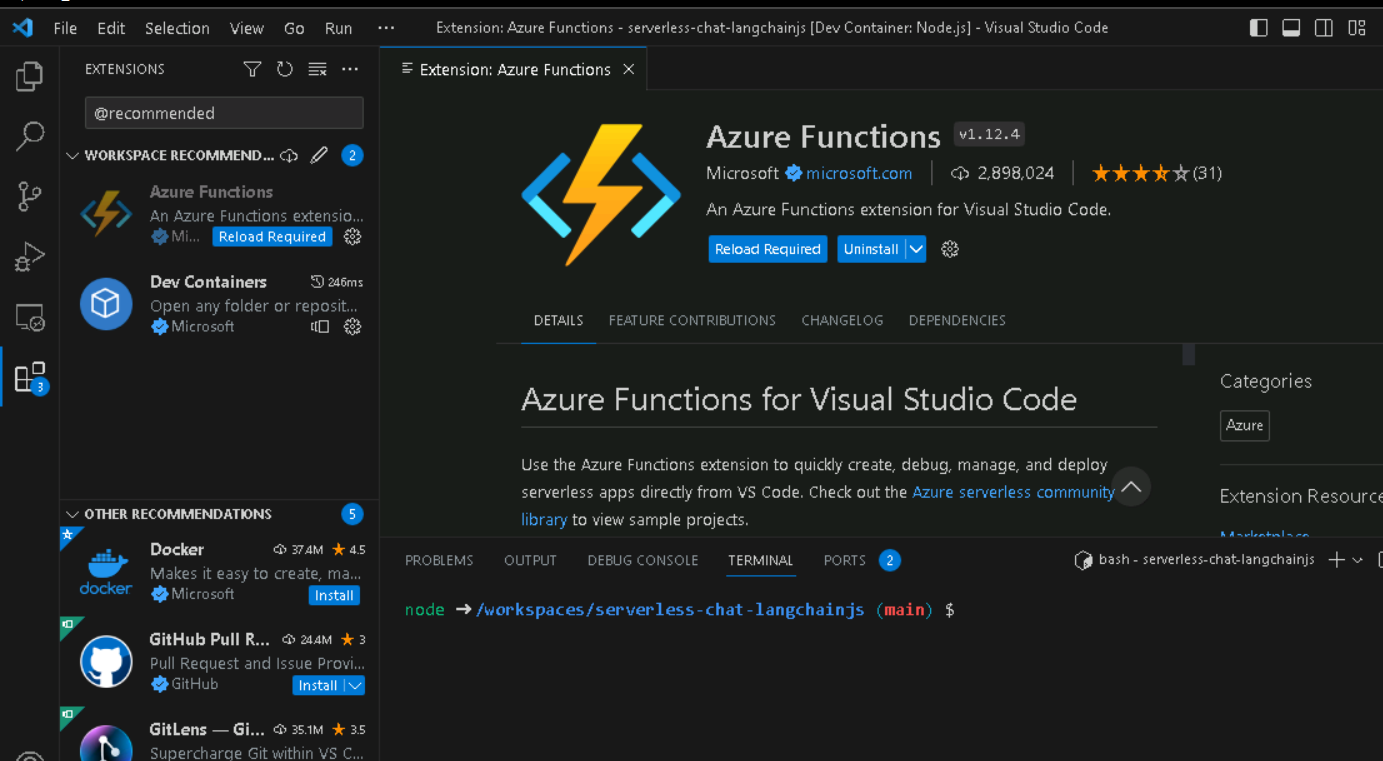 File Edit Selection View Go Run ··· Extension: Azure Functions - serverless-chat-langchainjs [Dev Container: Node.js] - Visual Studio Code
EXTENSIONS
@recommended
WORKSPACE RECOMMEND... 2
Azure Functions
An Azure Functions extensio...
Mi... Reload Required
Dev Containers 246ms
Open any folder or reposit...
Microsoft
3
OTHER RECOMMENDATIONS 5
Docker 37.4M 4.5
Makes it easy to create, ma...
Microsoft Install
docker
GitHub Pull R... 24.4M 3
Pull Request and Issue Provi...
GitHub Install
GitLens — Gi... 35.1M 3.5
Supercharge Git within VS C...
Extension: Azure Functions
Azure Functions v1.12.4
Microsoft microsoft.com 2,898,024 (31)
An Azure Functions extension for Visual Studio Code.
Reload Required Uninstall
DETAILS FEATURE CONTRIBUTIONS CHANGELOG DEPENDENCIES
Azure Functions for Visual Studio Code
Use the Azure Functions extension to quickly create, debug, manage, and deploy
serverless apps directly from VS Code. Check out the Azure serverless community
library to view sample projects.
Categories
Azure
Extension Resource
Marketplace
PROBLEMS OUTPUT DEBUG CONSOLE TERMINAL PORTS 2 bash - serverless-chat-langchainjs
node ➜ /workspaces/serverless-chat-langchainjs (main) $